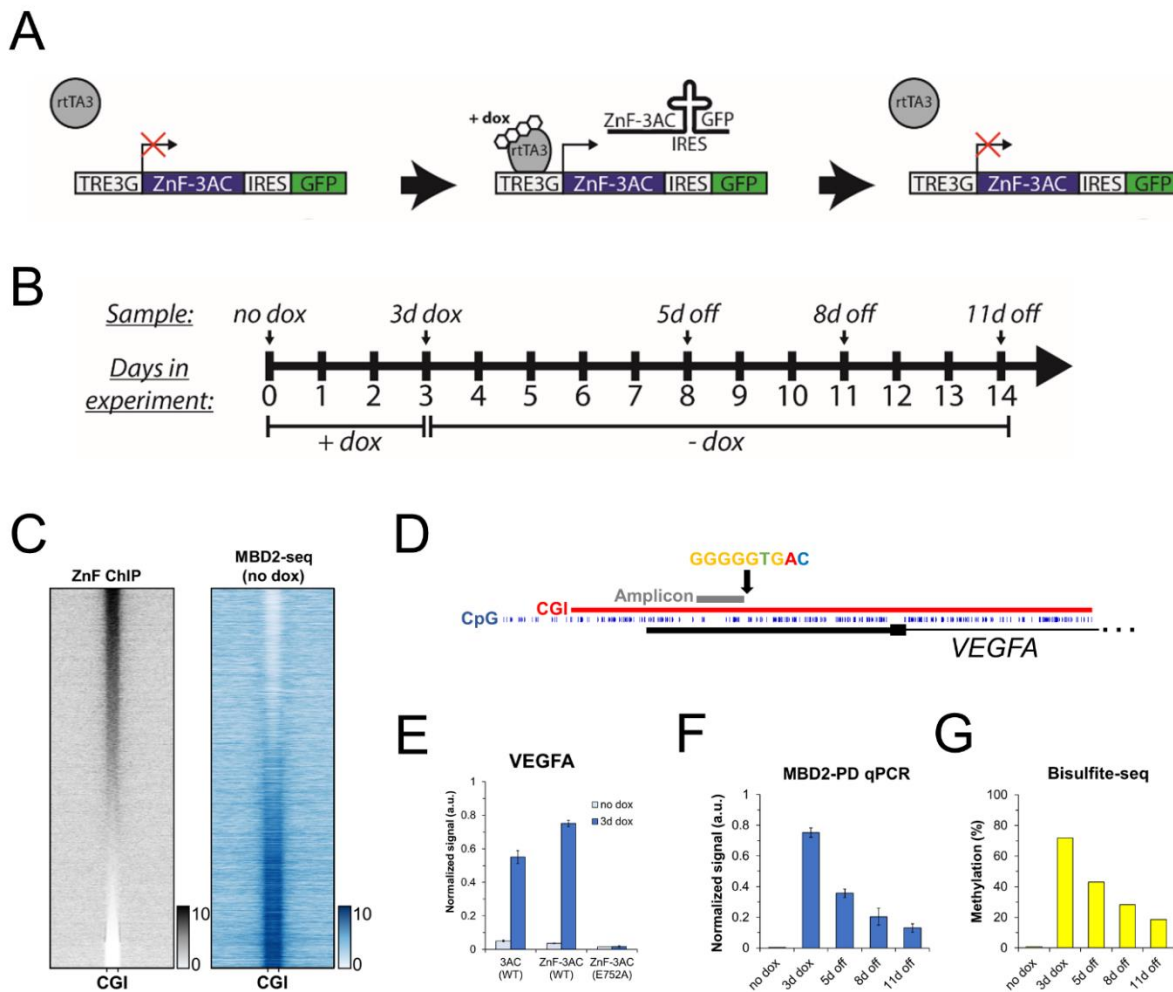 A
rtTA3
TRE3G ZnF-3AC IRES GFP
+ dox
rtTA3
ZnF-3AC GFP
IRES
TRE3G ZnF-3AC IRES GFP
rtTA3
TRE3G ZnF-3AC IRES GFP
B
Sample: no dox 3d dox 5d off 8d off 11d off
Days in
experiment:
0 1 2 3 4 5 6 7 8 9 10 11 12 13 14
+ dox - dox
C
ZnF ChIP
10
0
CGI
MBD2-seq
(no dox)
10
0
CGI
D
GGGGGTGAC
Amplicon
CGI
CpG
VEGFA
E
VEGFA
Normalized signal (a.u.)
1
0.8
0.6
0.4
0.2
0
no dox
3d dox
3AC
(WT)
ZnF-3AC
(WT)
ZnF-3AC
(E752A)
F
MBD2-PD qPCR
Normalized signal (a.u.)
1
0.8
0.6
0.4
0.2
0
no dox
3d dox
5d off
8d off
11d off
G
Bisulfite-seq
Methylation (%)
100
80
60
40
20
0
no dox
3d dox
5d off
8d off
11d off